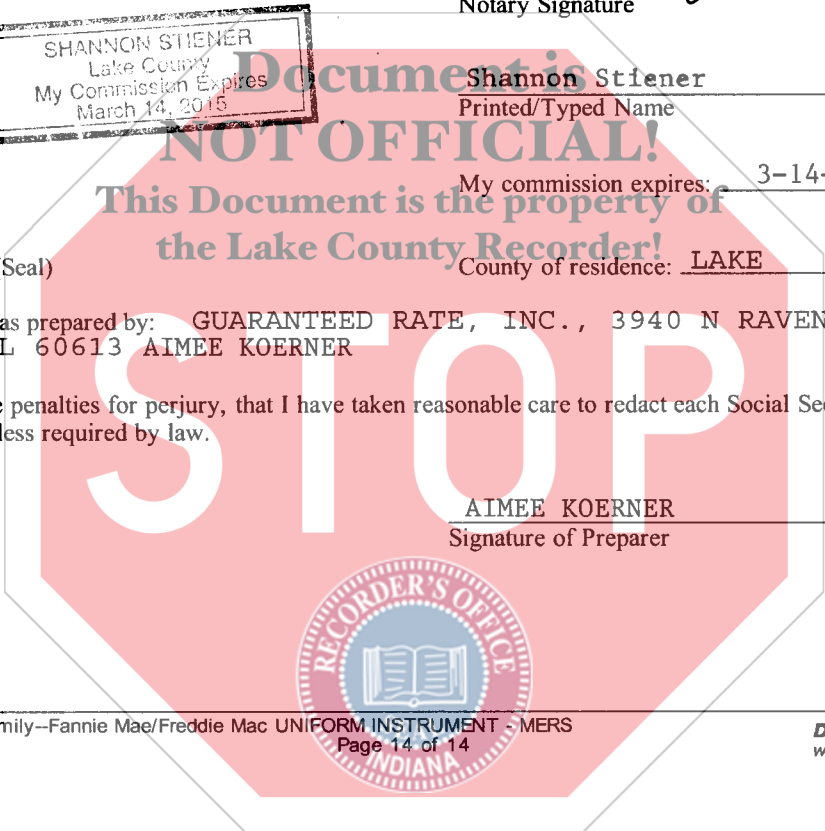 Notary Signature
SHANNON STIENER
Lake County
My Commission Expires
March 14, 2015
Document is
NOT OFFICIAL!
This Document is the property of
the Lake County Recorder!
Shannon Stiener
Printed/Typed Name
My commission expires: 3-14-
(Seal)
County of residence: LAKE
as prepared by: GUARANTEED RATE, INC., 3940 N RAVEN
L 60613 AIMEE KOERNER
penalties for perjury, that I have taken reasonable care to redact each Social Sec
less required by law.
STOP
AIMEE KOERNER
Signature of Preparer
RECORDER'S OFFICE
INDIANA
mily--Fannie Mae/Freddie Mac UNIFORM INSTRUMENT - MERS
Page 14 of 14